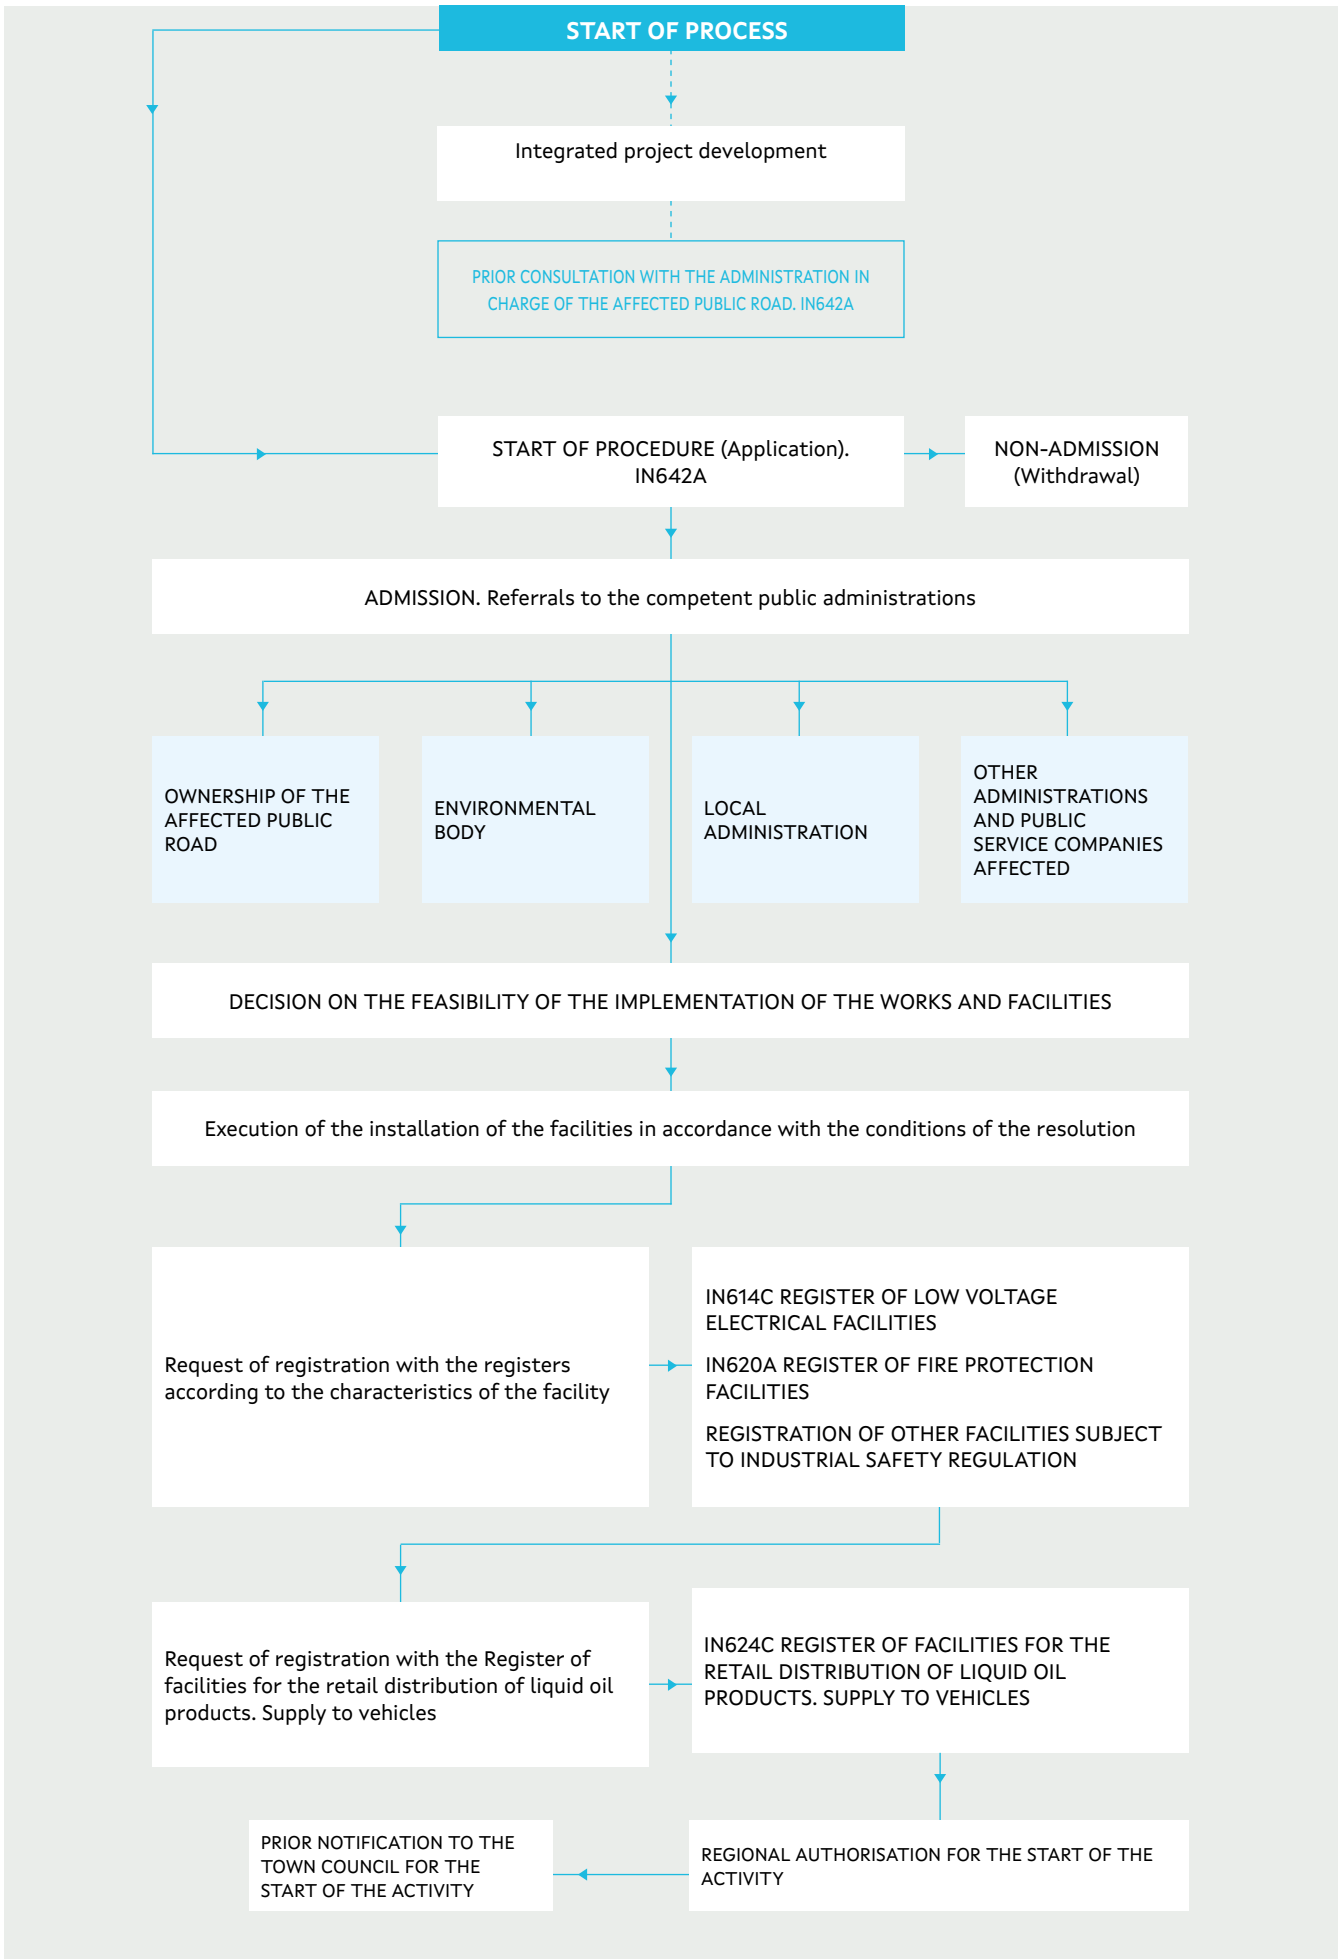 START OF PROCESS
Integrated project development
PRIOR CONSULTATION WITH THE ADMINISTRATION IN
CHARGE OF THE AFFECTED PUBLIC ROAD. IN642A
START OF PROCEDURE (Application).
IN642A
NON-ADMISSION
(Withdrawal)
ADMISSION. Referrals to the competent public administrations
OWNERSHIP OF THE
AFFECTED PUBLIC
ROAD
ENVIRONMENTAL
BODY
LOCAL
ADMINISTRATION
OTHER
ADMINISTRATIONS
AND PUBLIC
SERVICE COMPANIES
AFFECTED
DECISION ON THE FEASIBILITY OF THE IMPLEMENTATION OF THE WORKS AND FACILITIES
Execution of the installation of the facilities in accordance with the conditions of the resolution
Request of registration with the registers
according to the characteristics of the facility
IN614C REGISTER OF LOW VOLTAGE
ELECTRICAL FACILITIES
IN620A REGISTER OF FIRE PROTECTION
FACILITIES
REGISTRATION OF OTHER FACILITIES SUBJECT
TO INDUSTRIAL SAFETY REGULATION
Request of registration with the Register of
facilities for the retail distribution of liquid oil
products. Supply to vehicles
IN624C REGISTER OF FACILITIES FOR THE
RETAIL DISTRIBUTION OF LIQUID OIL
PRODUCTS. SUPPLY TO VEHICLES
PRIOR NOTIFICATION TO THE
TOWN COUNCIL FOR THE
START OF THE ACTIVITY
REGIONAL AUTHORISATION FOR THE START OF THE
ACTIVITY